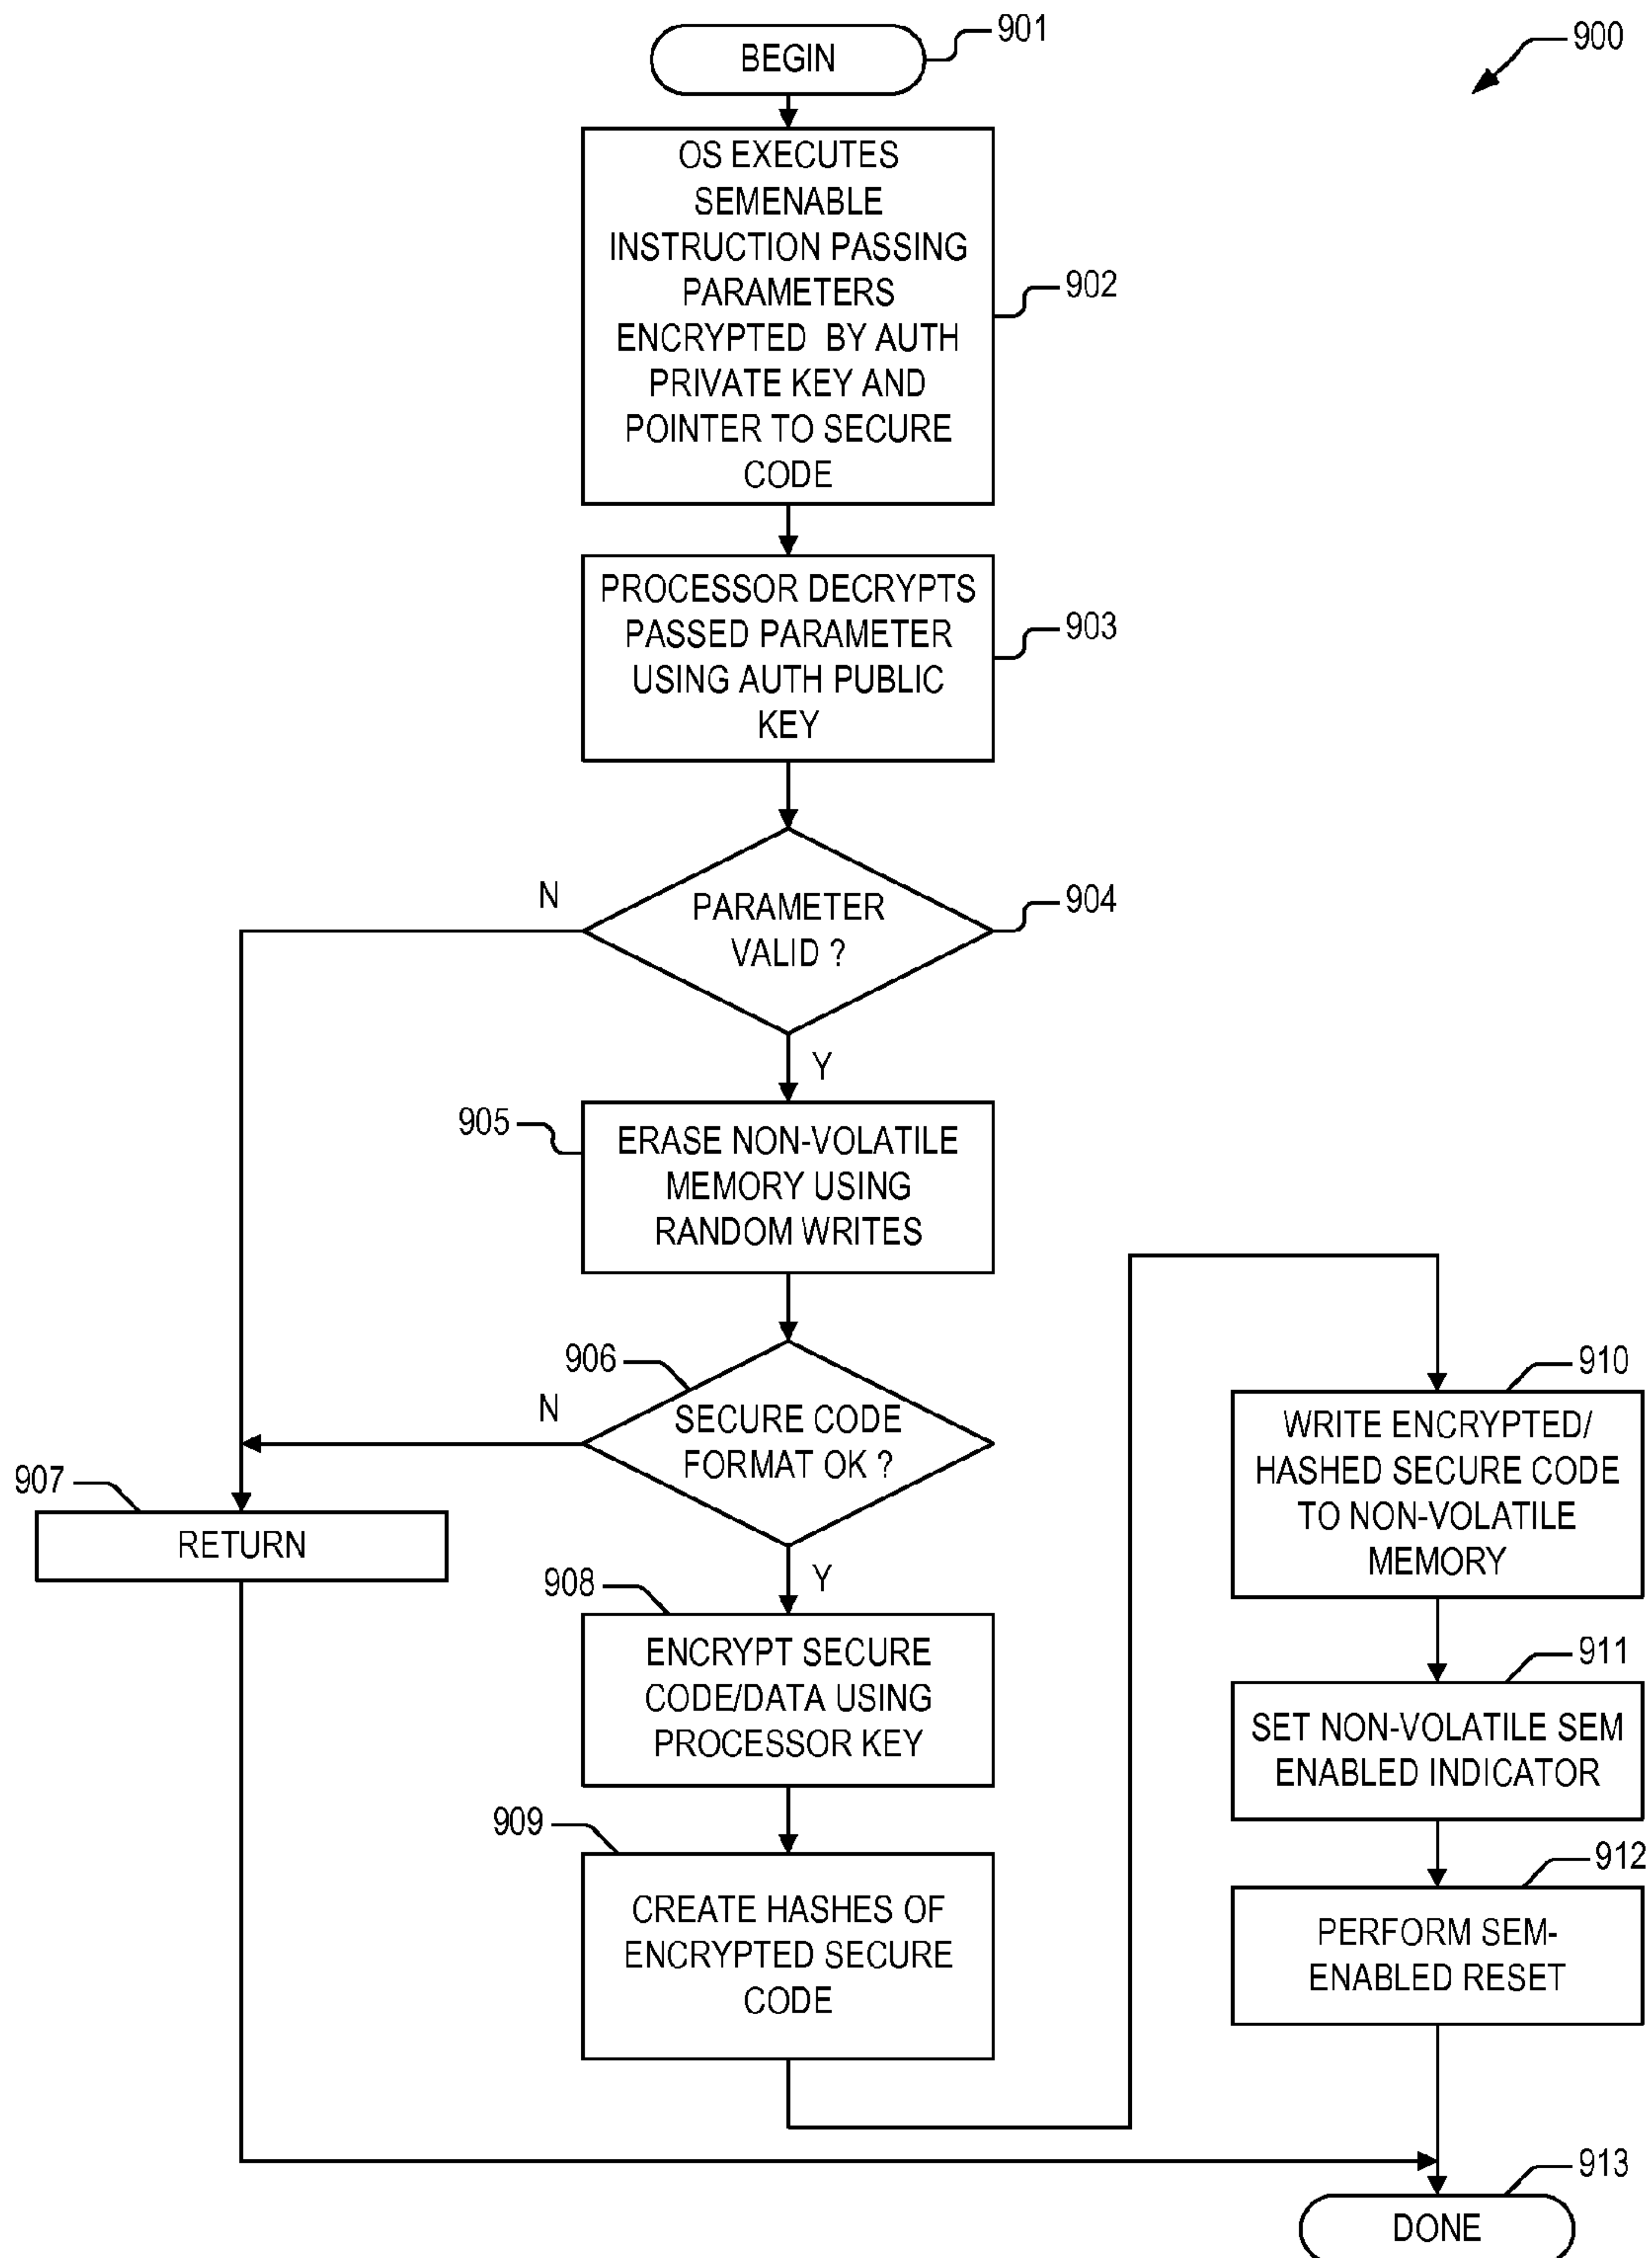 BEGIN
901
900
OS EXECUTES
SEMENABLE
INSTRUCTION PASSING
PARAMETERS
ENCRYPTED BY AUTH
PRIVATE KEY AND
POINTER TO SECURE
CODE
902
PROCESSOR DECRYPTS
PASSED PARAMETER
USING AUTH PUBLIC
KEY
903
N
PARAMETER
VALID ?
904
Y
905
ERASE NON-VOLATILE
MEMORY USING
RANDOM WRITES
906
N
SECURE CODE
FORMAT OK ?
907
RETURN
Y
908
ENCRYPT SECURE
CODE/DATA USING
PROCESSOR KEY
909
CREATE HASHES OF
ENCRYPTED SECURE
CODE
910
WRITE ENCRYPTED/
HASHED SECURE CODE
TO NON-VOLATILE
MEMORY
911
SET NON-VOLATILE SEM
ENABLED INDICATOR
912
PERFORM SEM-
ENABLED RESET
913
DONE